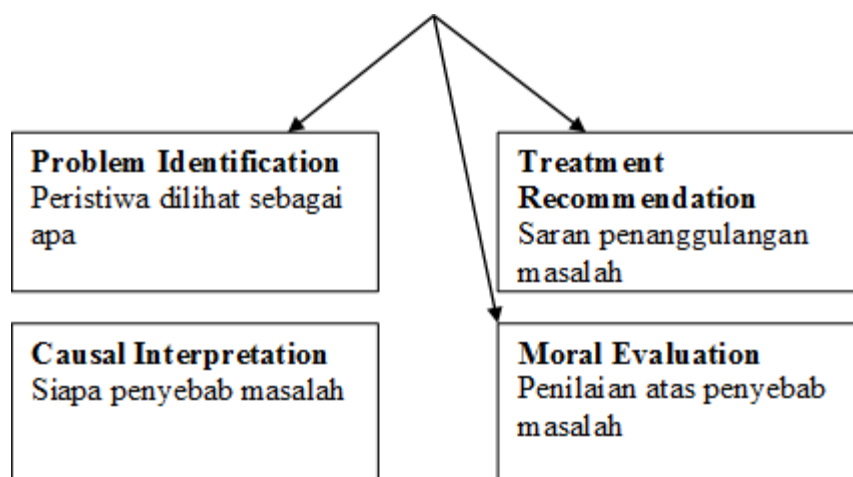 Problem Identification
Peristiwa dilihat sebagai
apa
Treatment
Recommendation
Saran penanggulangan
masalah
Causal Interpretation
Siapa penyebab masalah
Moral Evaluation
Penilaian atas penyebab
masalah